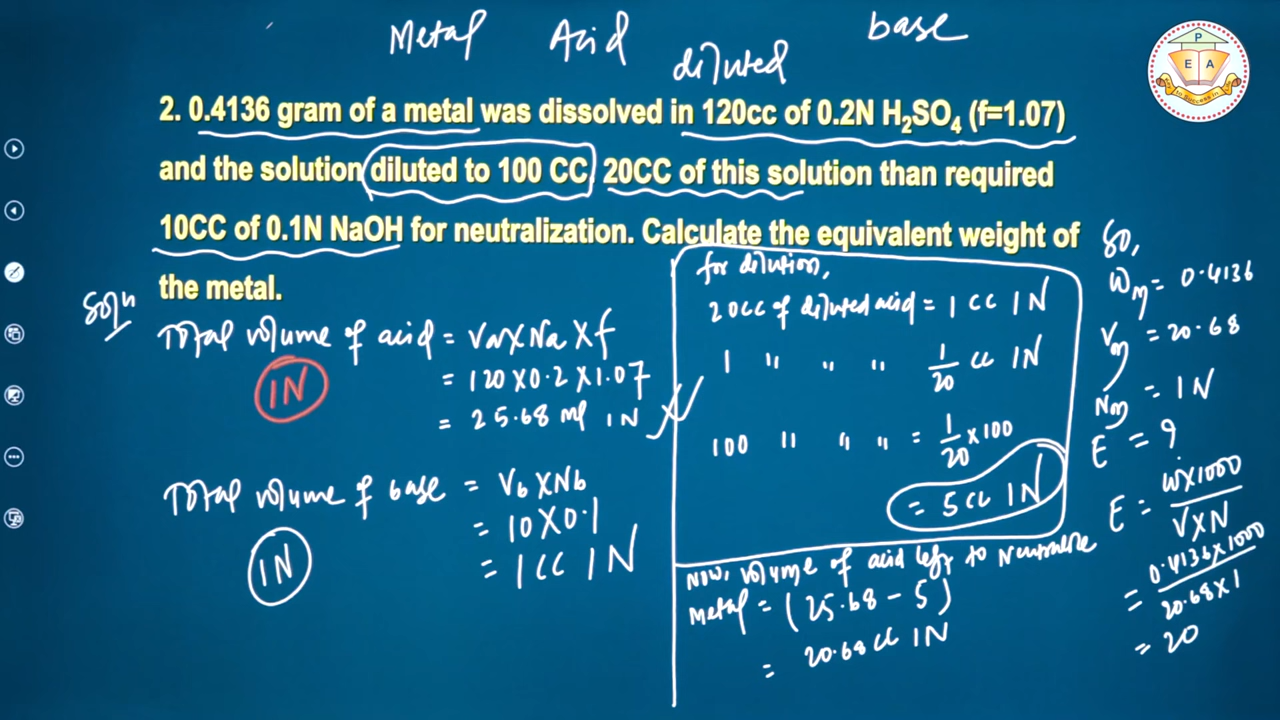 Metal Acid base
diluted
P
E A
2. 0.4136 gram of a metal was dissolved in 120cc of 0.2N H₂SO₄ (f=1.07)
and the solution diluted to 100 CC, 20CC of this solution than required
10CC of 0.1N NaOH for neutralization. Calculate the equivalent weight of
the metal.
Soln
Total volume of acid = Va×Na×f
1N
= 120×0.2×1.07
= 25.68 ml 1N
Total volume of base = Vb×Nb
1N
= 10×0.1
= 1CC 1N
for dilution,
20cc of diluted acid = 1 CC 1N
1 " " " 1/20 cc 1N
100 " " " = 1/20 ×100
= 5cc 1N
Now, volume of acid left to neutralize
metal = (25.68 - 5)
= 20.68 cc 1N
So,
Wm = 0.4136
Vm = 20.68
Nm = 1N
E = ?
E = W×1000/V×N
= 0.4136×1000/20.68×1
= 20